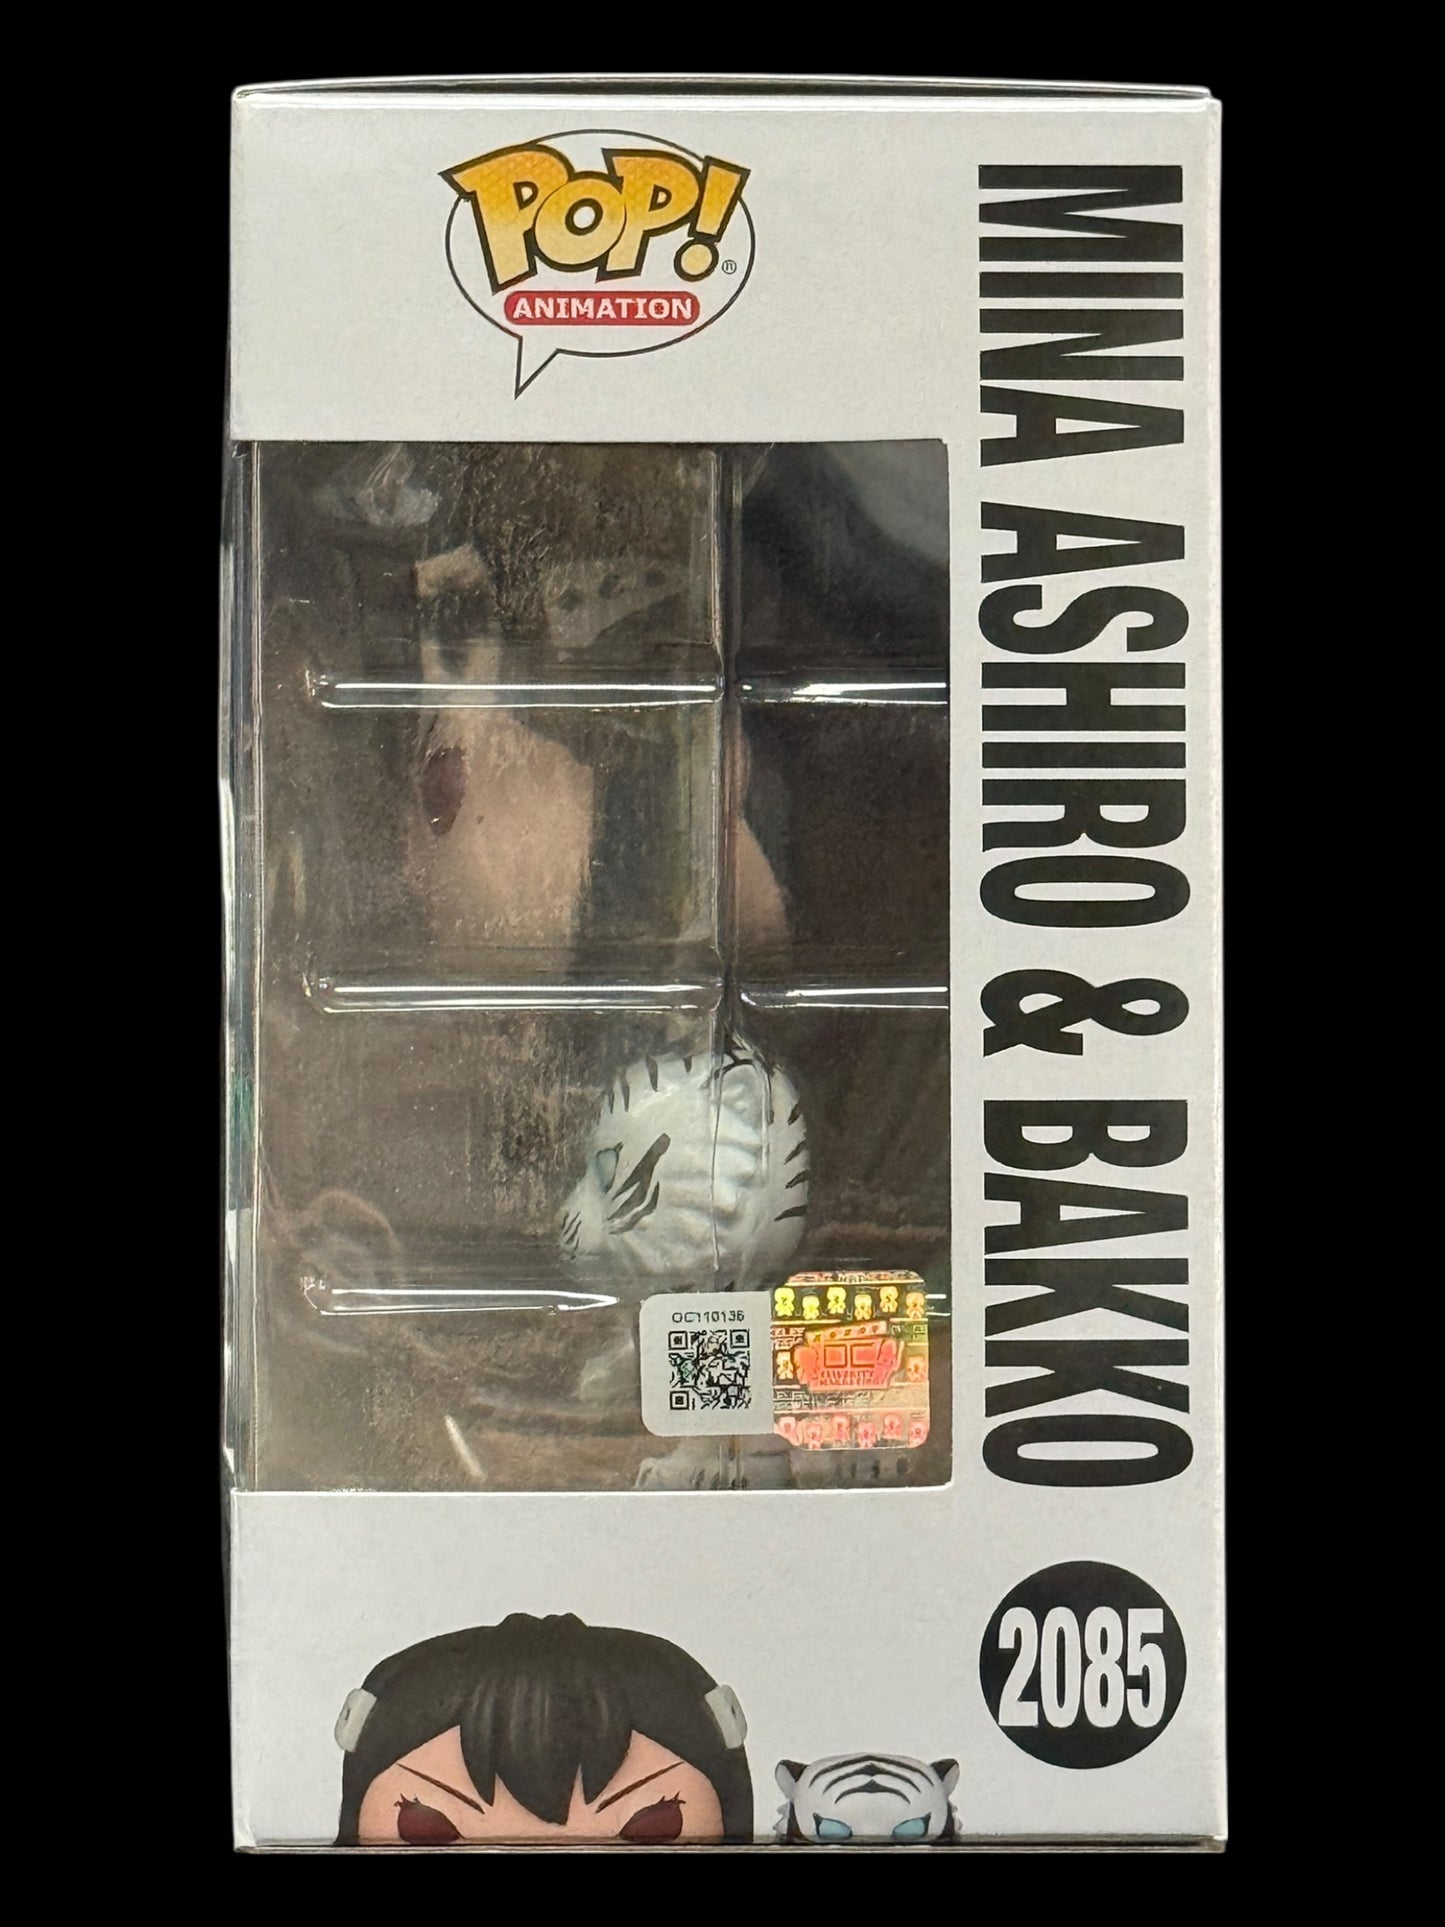 POP!
ANIMATION
MINA ASHIRO & BAKKO
2085
OC110136